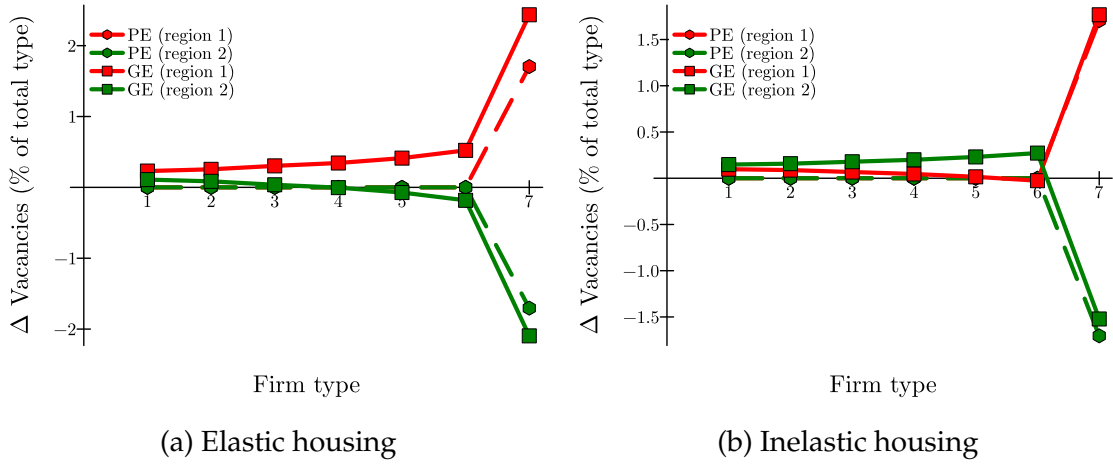 Δ Vacancies (% of total type)
2
1
−1
−2
PE (region 1)
PE (region 2)
GE (region 1)
GE (region 2)
1 2 3 4 5 7
Firm type
(a) Elastic housing
Δ Vacancies (% of total type)
1.5
1.0
0.5
−0.5
−1.0
−1.5
PE (region 1)
PE (region 2)
GE (region 1)
GE (region 2)
1 2 3 4 5 6 7
Firm type
(b) Inelastic housing